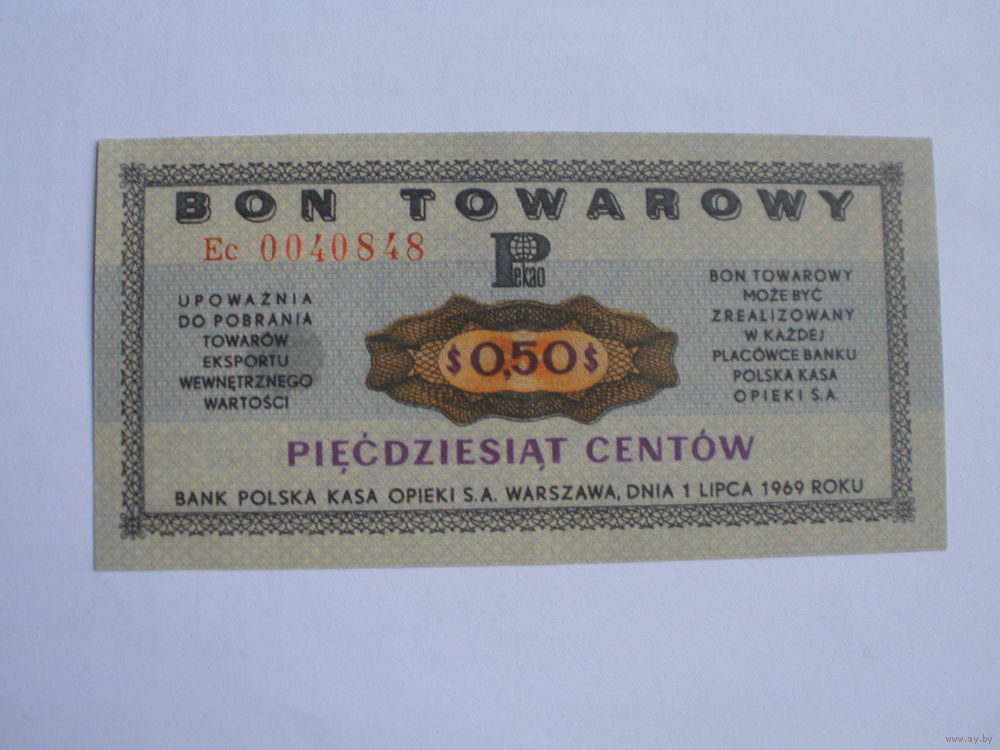 BON TOWAROWY
Ec 0040848
Pekao
UPOWAŻNIA
DO POBRANIA
TOWARÓW
EKSPORTU
WEWNĘTRZNEGO
WARTOŚCI
$0,50$
BON TOWAROWY
MOŻE BYĆ
ZREALIZOWANY
W KAŻDEJ
PLACÓWCE BANKU
POLSKA KASA
OPIEKI S.A.
PIĘĆDZIESIĄT CENTÓW
BANK POLSKA KASA OPIEKI S.A. WARSZAWA, DNIA 1 LIPCA 1969 ROKU
www.ay.by